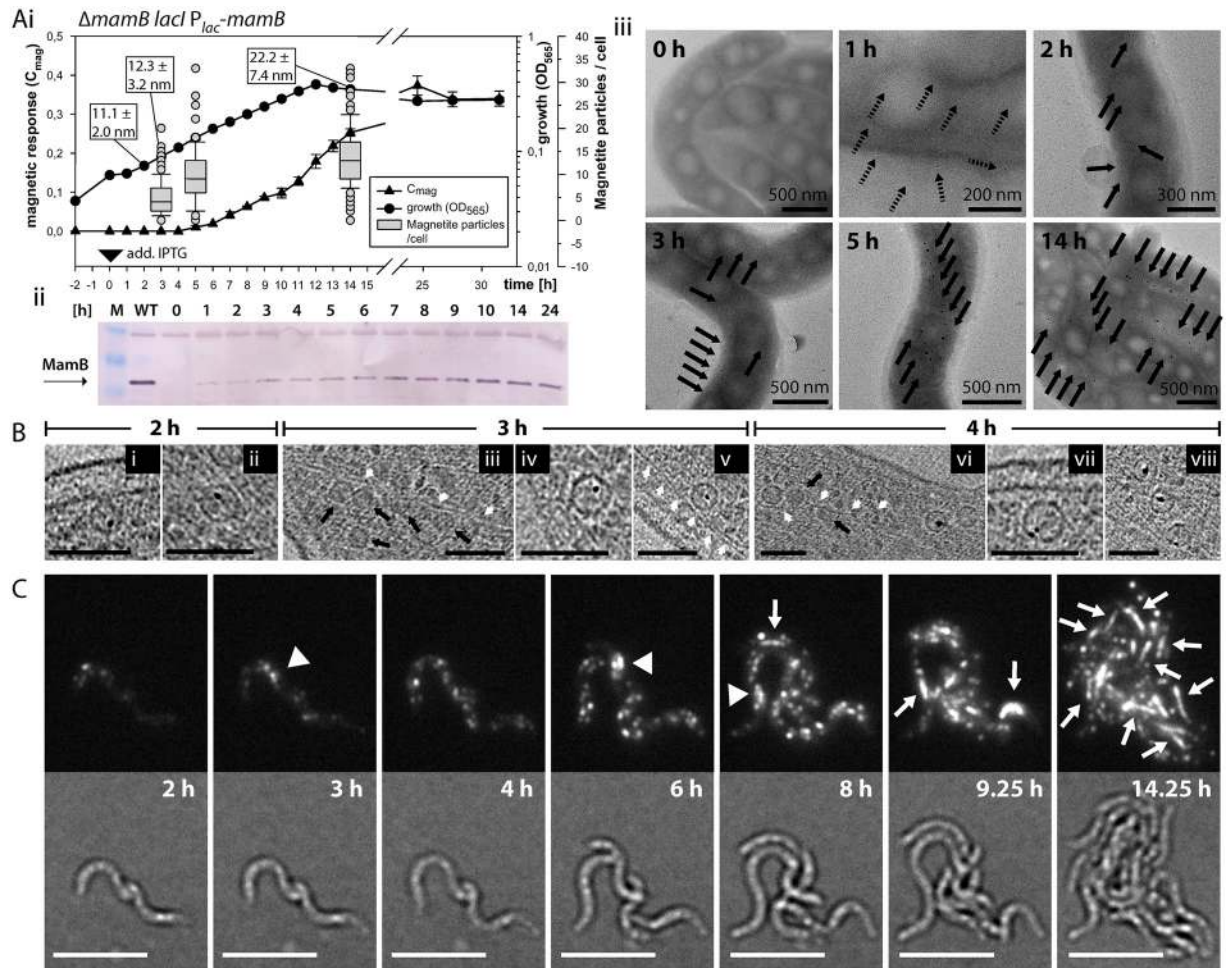 Ai
ΔmamB lacI Plac-mamB
magnetic response (Cmag)
0,5
0,4
0,3
0,2
0,1
0,0
11.1 ±
2.0 nm
12.3 ±
3.2 nm
22.2 ±
7.4 nm
Cmag
growth (OD565)
Magnetite particles
/cell
add. IPTG
1
0,1
0,01
growth (OD565)
40
35
30
25
20
15
10
5
0
-5
-10
Magnetite particles / cell
-2 -1 0 1 2 3 4 5 6 7 8 9 10 11 12 13 14 15 25 30
time [h]
ii
[h] M WT 0 1 2 3 4 5 6 7 8 9 10 14 24
MamB
iii
0 h
500 nm
1 h
200 nm
2 h
300 nm
3 h
500 nm
5 h
500 nm
14 h
500 nm
B
2 h 3 h 4 h
i ii iii iv v vi vii viii
C
2 h 3 h 4 h 6 h 8 h 9.25 h 14.25 h